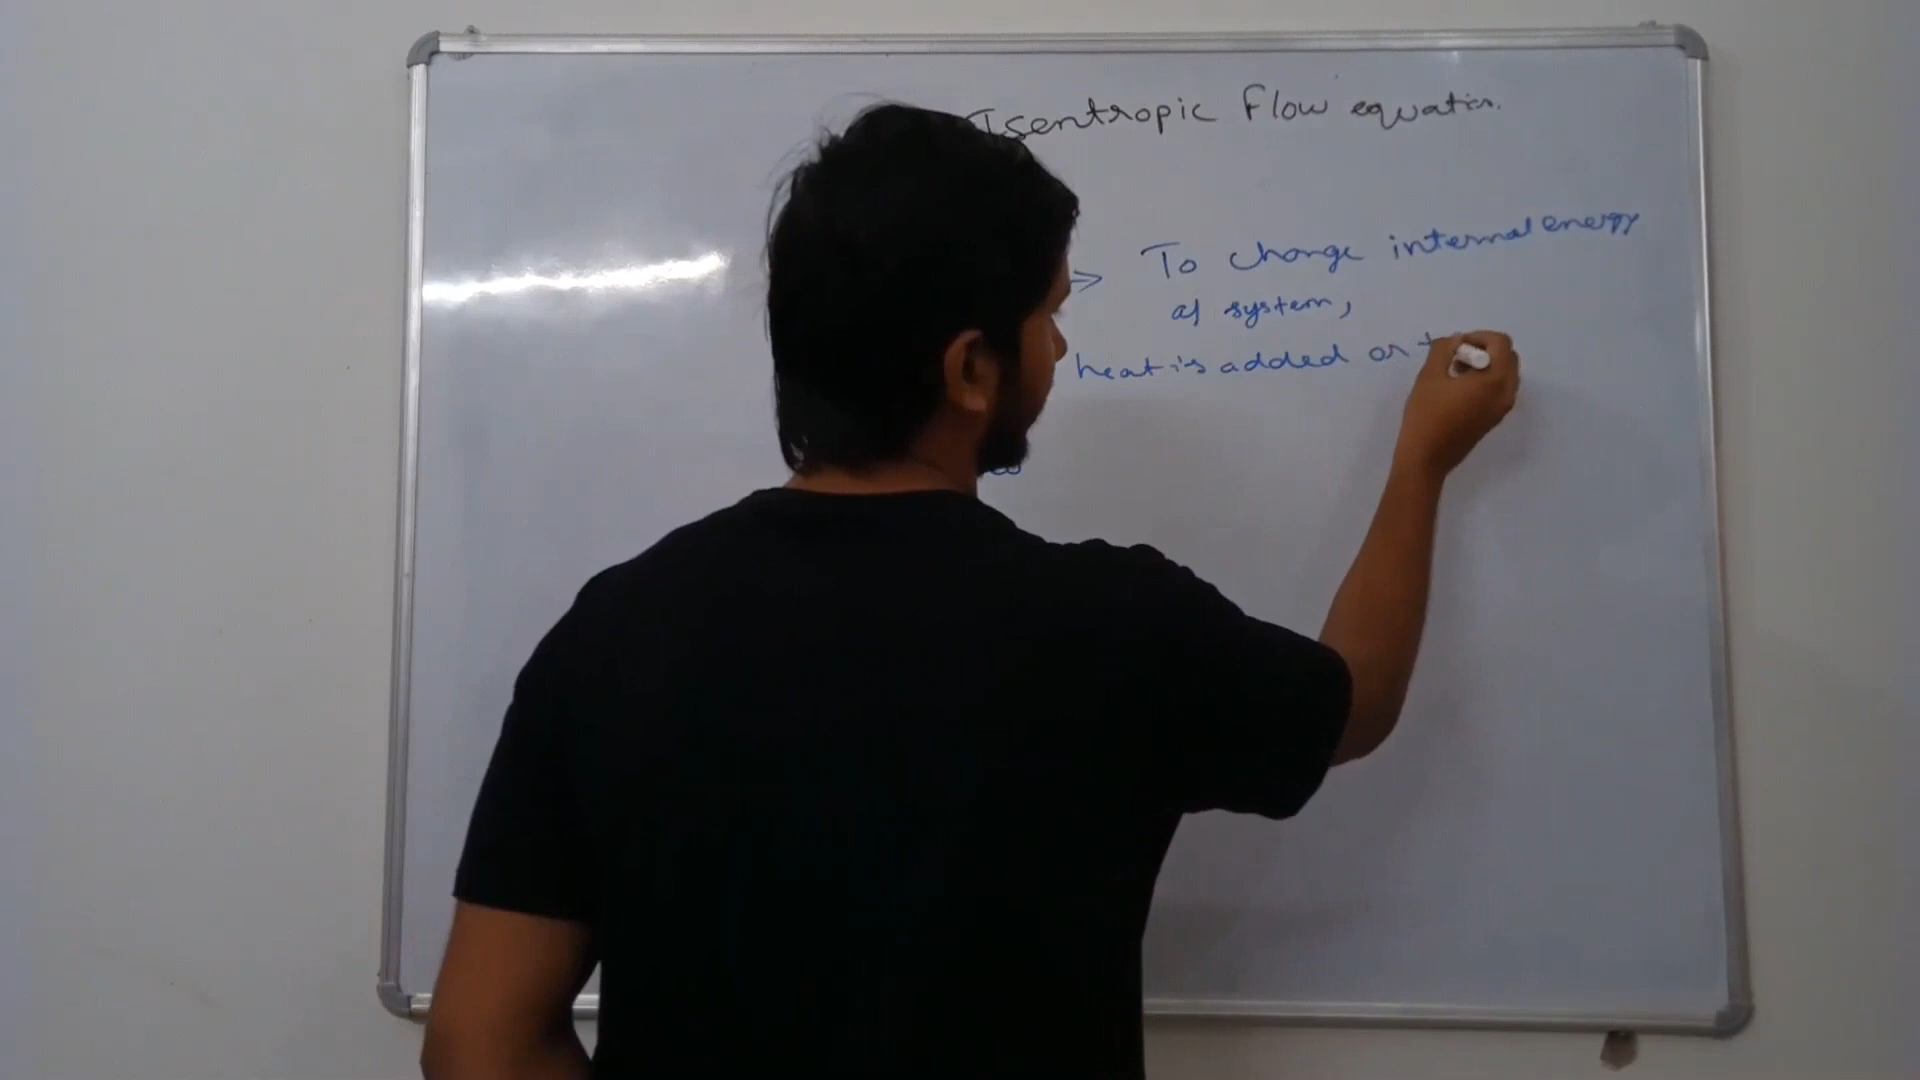 Isentropic Flow equation.
→ To change internal energy
of system,
heat is added or t